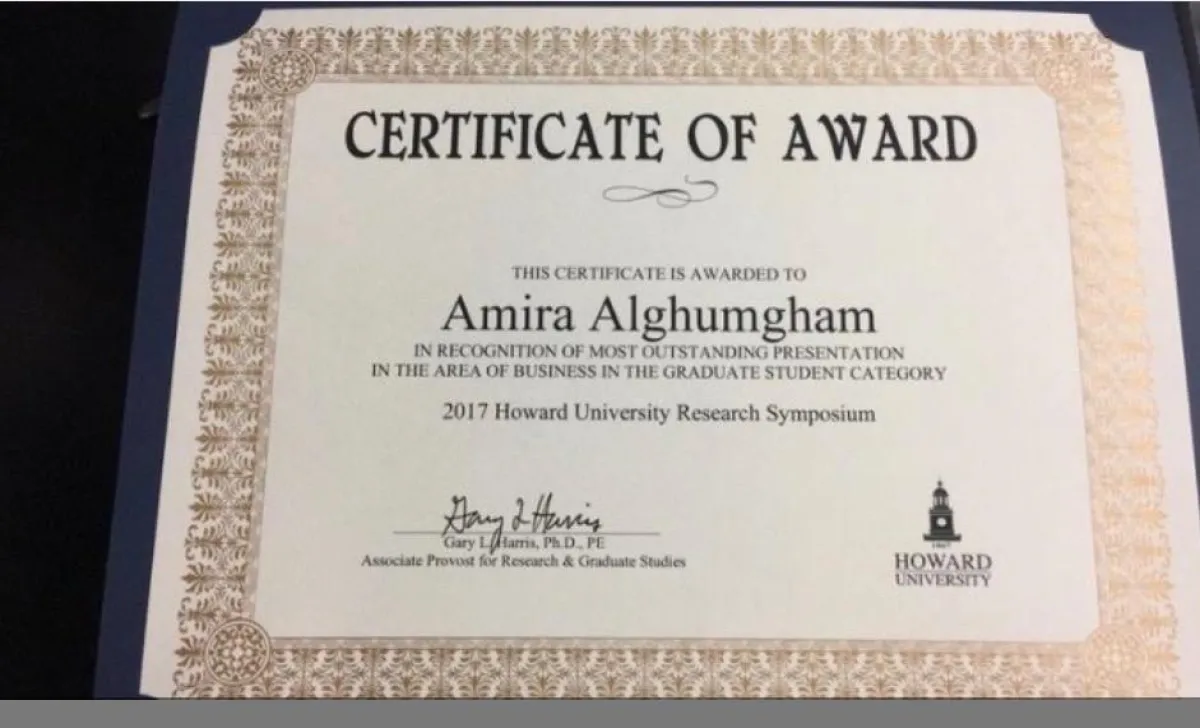 CERTIFICATE OF AWARD
THIS CERTIFICATE IS AWARDED TO
Amira Alghumgham
IN RECOGNITION OF MOST OUTSTANDING PRESENTATION
IN THE AREA OF BUSINESS IN THE GRADUATE STUDENT CATEGORY
2017 Howard University Research Symposium
Gary L Harris
Gary L. Harris, Ph.D., PE
Associate Provost for Research & Graduate Studies
1867
HOWARD
UNIVERSITY